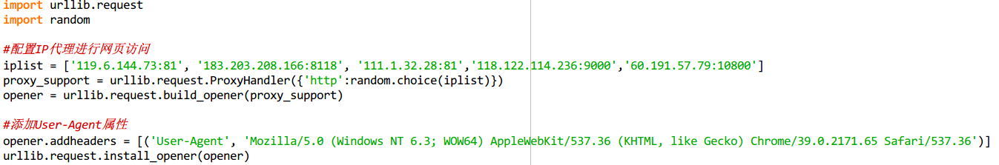 import urllib.request
import random
#配置IP代理进行网页访问
iplist = ['119.6.144.73:81', '183.203.208.166:8118', '111.1.32.28:81','118.122.114.236:9000','60.191.57.79:10800']
proxy_support = urllib.request.ProxyHandler({'http':random.choice(iplist)})
opener = urllib.request.build_opener(proxy_support)
#添加User-Agent属性
opener.addheaders = [('User-Agent', 'Mozilla/5.0 (Windows NT 6.3; WOW64) AppleWebKit/537.36 (KHTML, like Gecko) Chrome/39.0.2171.65 Safari/537.36')]
urllib.request.install_opener(opener)